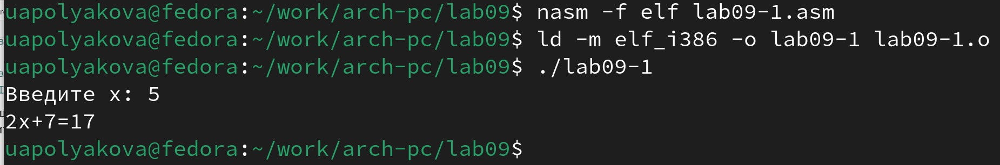 uapolyakova@fedora:~/work/arch-pc/lab09$ nasm -f elf lab09-1.asm
uapolyakova@fedora:~/work/arch-pc/lab09$ ld -m elf_i386 -o lab09-1 lab09-1.o
uapolyakova@fedora:~/work/arch-pc/lab09$ ./lab09-1
Введите x: 5
2x+7=17
uapolyakova@fedora:~/work/arch-pc/lab09$